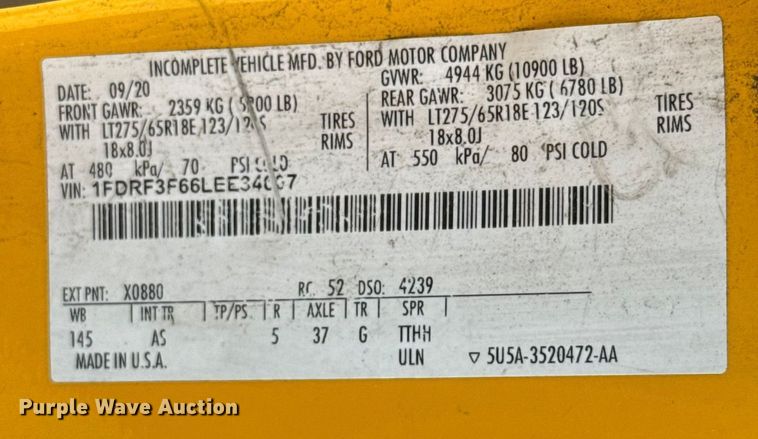 INCOMPLETE VEHICLE MFD. BY FORD MOTOR COMPANY
DATE: 09/20
GVWR: 4944 KG (10900 LB)
FRONT GAWR: 2359 KG ( LB)
REAR GAWR: 3075 KG ( 6780 LB)
WITH LT275/65R18E 123/120S TIRES
WITH LT275/65R18E 123/120S TIRES
18x8.0J RIMS
18x8.0J RIMS
AT 480 kPa/ 70 PSI COLD
AT 550 kPa/ 80 PSI COLD
VIN:
EXT PNT: X0880 52 DSO: 4239
WB INT TR TP/PS R AXLE TR SPR
145 AS 5 37 G TTHH
MADE IN U.S.A. ULN ▽ 5U5A-3520472-AA
Purple Wave Auction